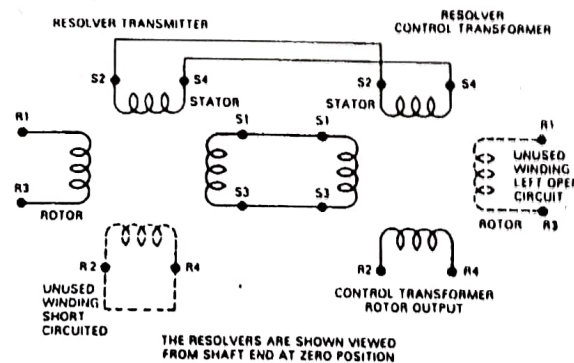 RESOLVER TRANSMITTER
RESOLVER
CONTROL TRANSFORMER
S2
S4
STATOR
S2
S4
STATOR
R1
R3
ROTOR
S1
S1
S3
S3
R1
UNUSED
WINDING
LEFT OPE
CIRCUIT
ROTOR
R3
R2
R4
UNUSED
WINDING
SHORT
CIRCUITED
R2
R4
CONTROL TRANSFORMER
ROTOR OUTPUT
THE RESOLVERS ARE SHOWN VIEWED
FROM SHAFT END AT ZERO POSITION